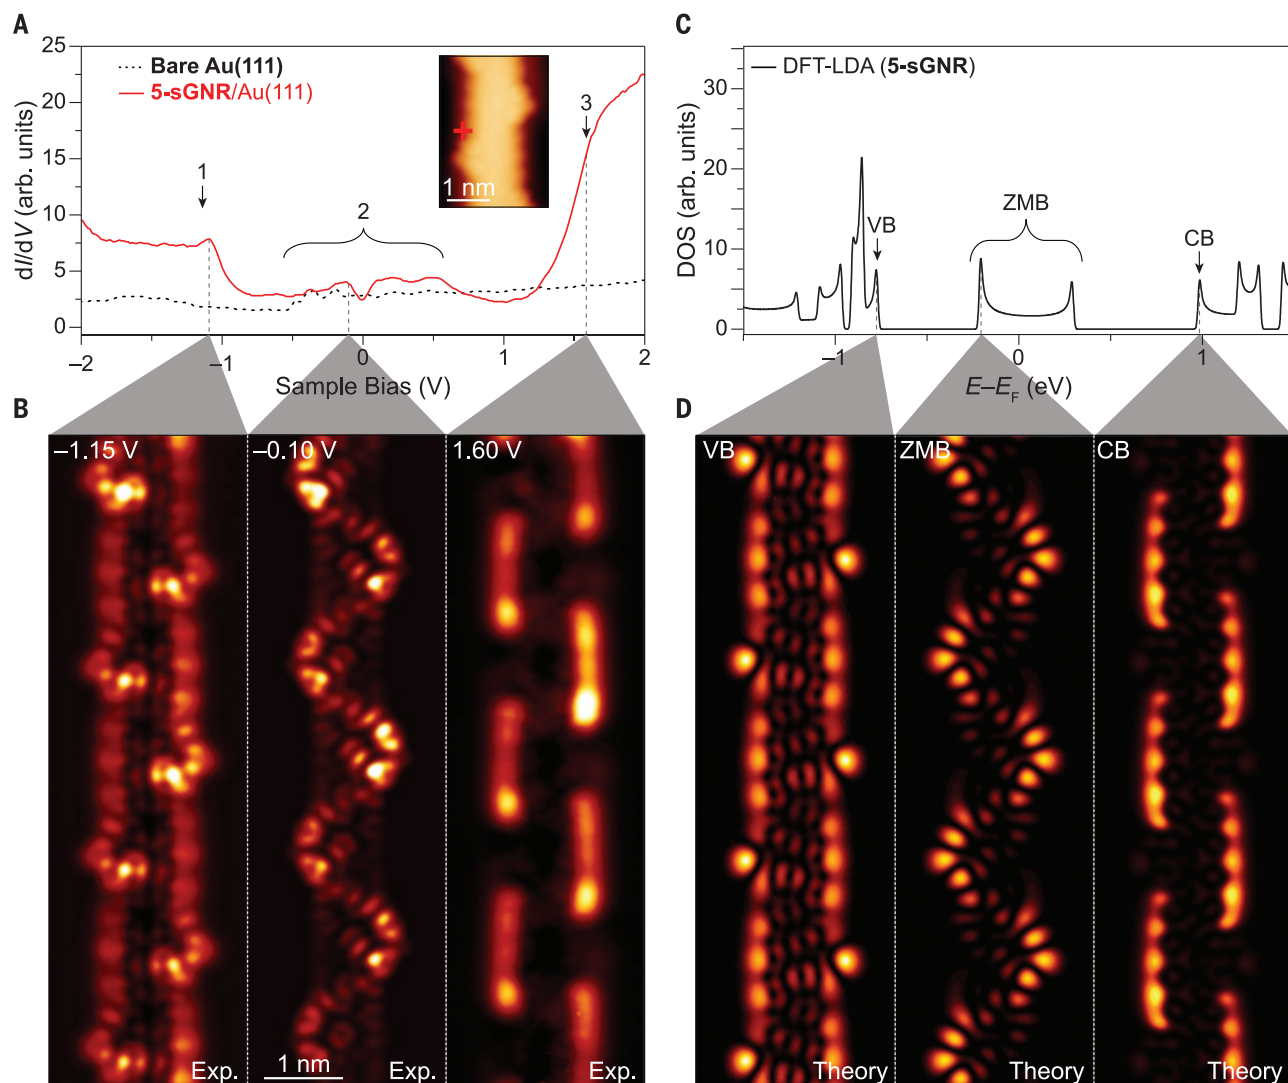 A
25
20
15
10
5
0
dI/dV (arb. units)
Bare Au(111)
5-sGNR/Au(111)
1
2
3
1 nm
−2
−1
0
1
2
Sample Bias (V)
B
−1.15 V
−0.10 V
1.60 V
Exp.
1 nm
Exp.
Exp.
C
30
20
10
0
DOS (arb. units)
DFT-LDA (5-sGNR)
VB
ZMB
CB
−1
0
1
E−EF (eV)
D
VB
ZMB
CB
Theory
Theory
Theory